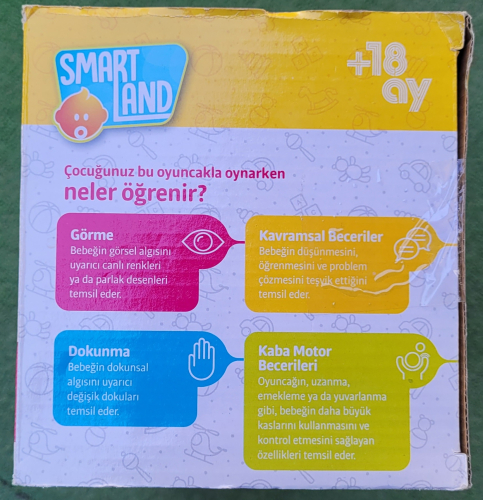 SMART
LAND
+18
ay
Çocuğunuz bu oyuncakla oynarken
neler öğrenir?
Görme
Bebeğin görsel algısını
uyarıcı canlı renkleri
ya da parlak desenleri
temsil eder.
Kavramsal Beceriler
Bebeğin düşünmesini,
öğrenmesini ve problem
çözmesini teşvik ettiğini
temsil eder.
Dokunma
Bebeğin dokunsal
algısını uyarıcı
değişik dokuları
temsil eder.
Kaba Motor
Becerileri
Oyuncağın, uzanma,
emekleme ya da yuvarlanma
gibi, bebeğin daha büyük
kaslarını kullanmasını ve
kontrol etmesini sağlayan
özellikleri temsil eder.